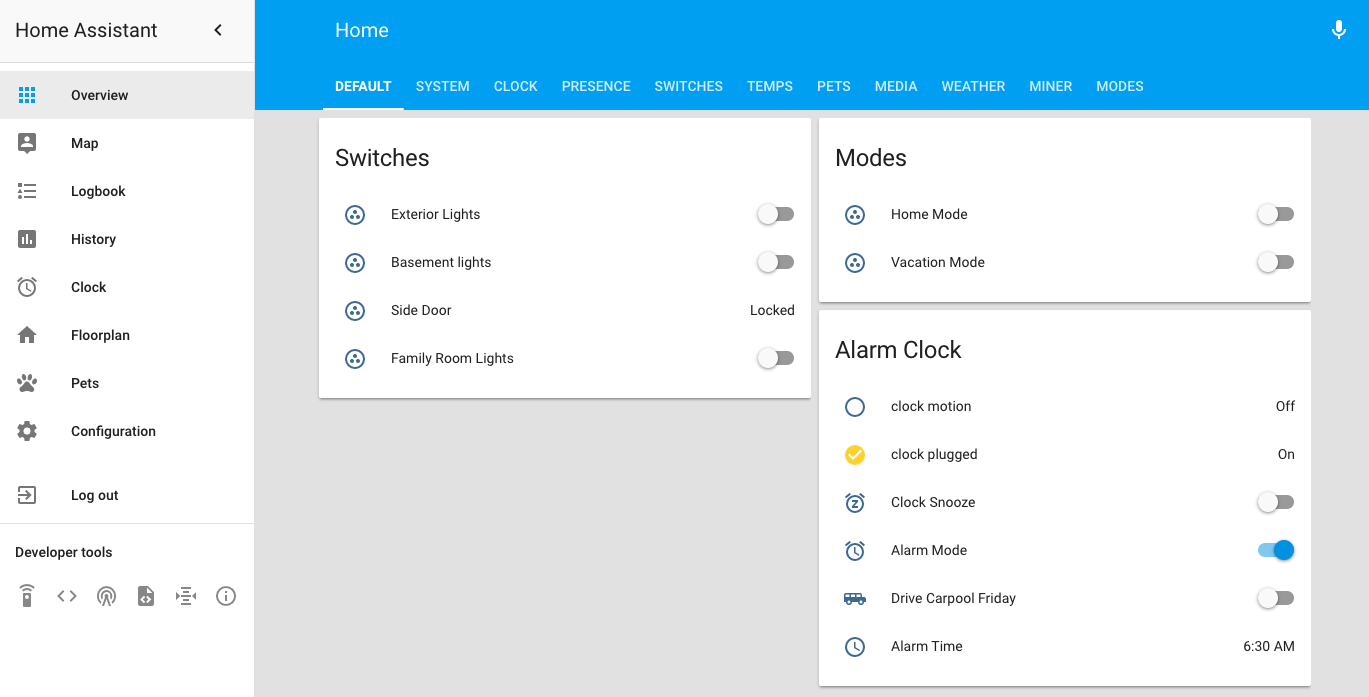 Home Assistant
Home
DEFAULT SYSTEM CLOCK PRESENCE SWITCHES TEMPS PETS MEDIA WEATHER MINER MODES
Overview
Map
Logbook
History
Clock
Floorplan
Pets
Configuration
Log out
Developer tools
Switches
Exterior Lights
Basement lights
Side Door Locked
Family Room Lights
Modes
Home Mode
Vacation Mode
Alarm Clock
clock motion Off
clock plugged On
Clock Snooze
Alarm Mode
Drive Carpool Friday
Alarm Time 6:30 AM